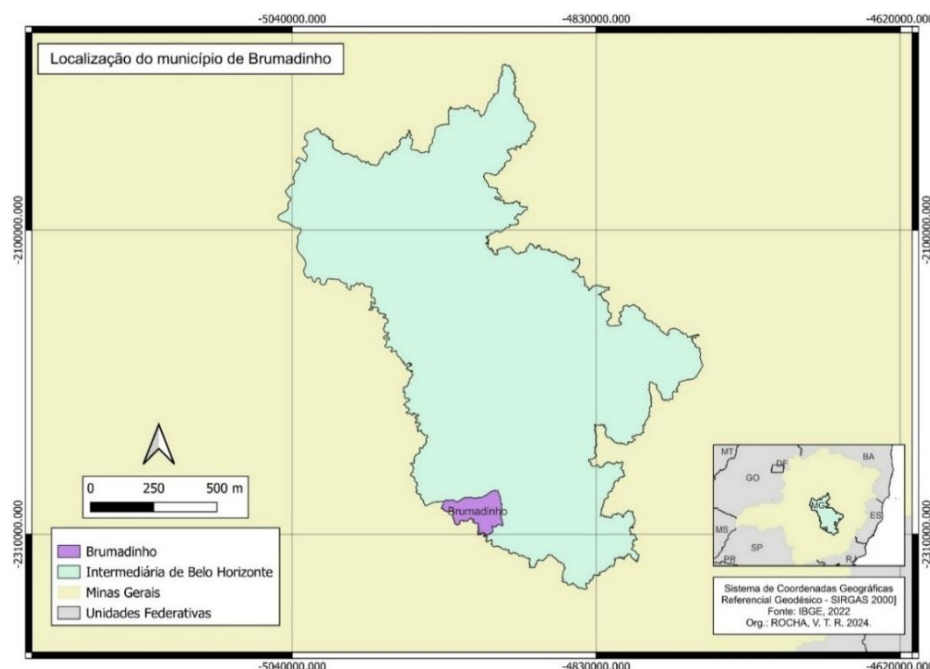 -5040000.000
-4830000.000
-4620000.000
Localização do município de Brumadinho
-2100000.000
-2100000.000
0
250
500 m
Brumadinho
MT
DF
BA
GO
MG
ES
MS
SP
RJ
PR
-2310000.000
-2310000.000
Brumadinho
Intermediária de Belo Horizonte
Minas Gerais
Unidades Federativas
Sistema de Coordenadas Geográficas
Referencial Geodésico - SIRGAS 2000]
Fonte: IBGE, 2022
Org.: ROCHA, V. T. R. 2024.
-5040000.000
-4830000.000
-4620000.000